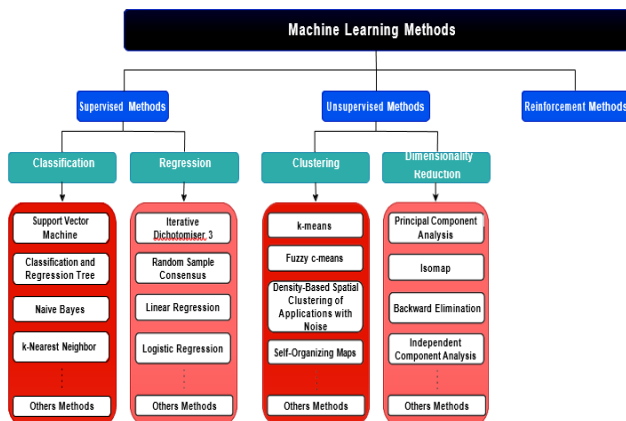 Machine Learning Methods
Supervised Methods
Unsupervised Methods
Reinforcement Methods
Classification
Regression
Clustering
Dimensionality
Reduction
Support Vector
Machine
Classification and
Regression Tree
Naive Bayes
k-Nearest Neighbor
Others Methods
Iterative
Dichotomiser 3
Random Sample
Consensus
Linear Regression
Logistic Regression
Others Methods
k-means
Fuzzy c-means
Density-Based Spatial
Clustering of
Applications with
Noise
Self-Organizing Maps
Others Methods
Principal Component
Analysis
Isomap
Backward Elimination
Independent
Component Analysis
Others Methods